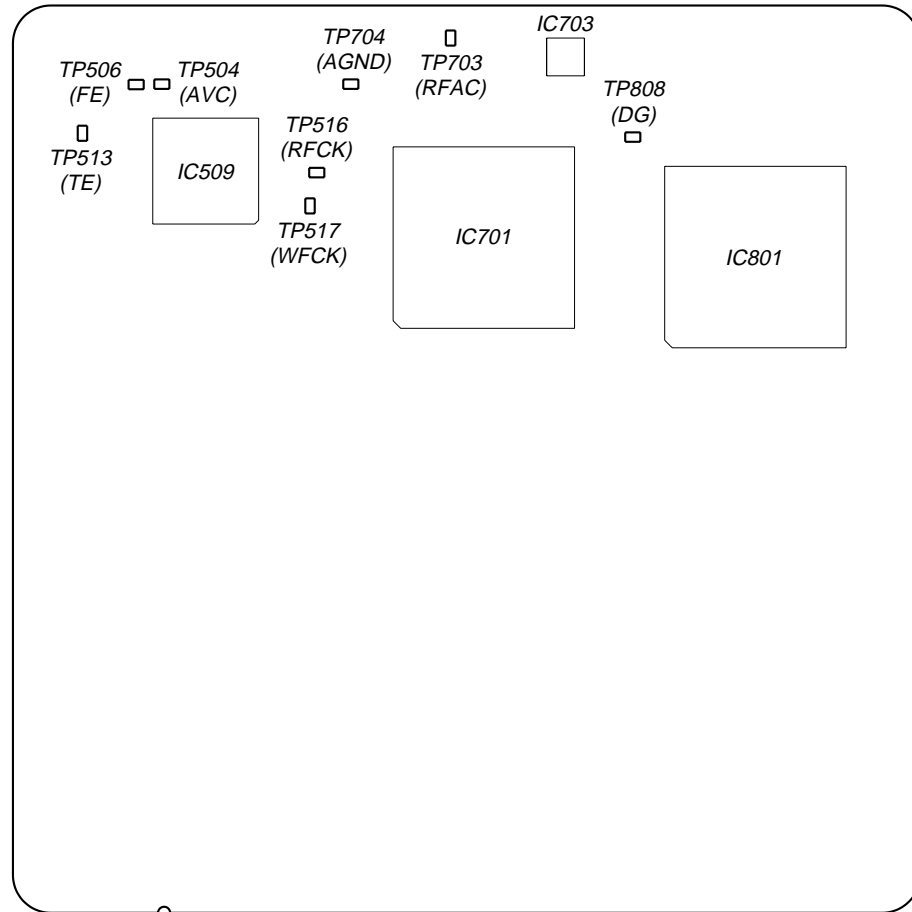 IC703
TP704
(AGND)
TP703
(RFAC)
TP506
(FE)
TP504
(AVC)
TP808
(DG)
TP516
(RFCK)
TP513
(TE)
IC509
TP517
(WFCK)
IC701
IC801